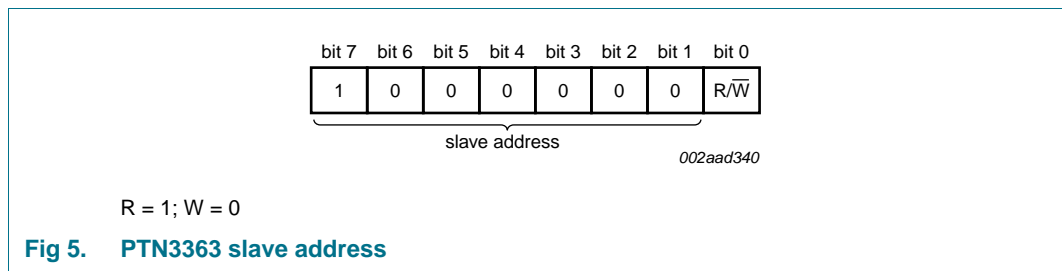 bit 7 bit 6 bit 5 bit 4 bit 3 bit 2 bit 1 bit 0
1 0 0 0 0 0 0 R/W̅
slave address
002aad340
R = 1; W = 0
Fig 5. PTN3363 slave address